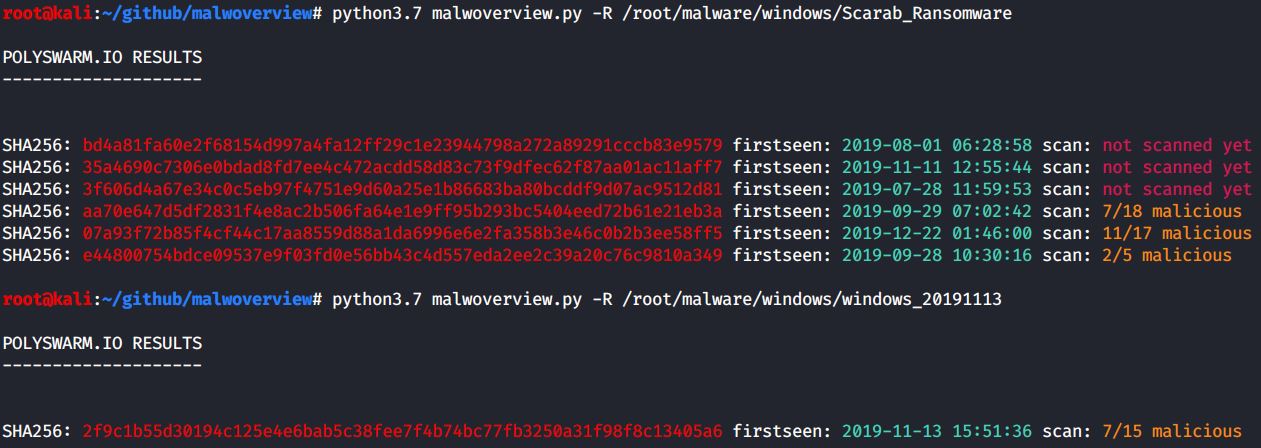 root@kali:~/github/malwoverview# python3.7 malwoverview.py -R /root/malware/windows/Scarab_Ransomware
POLYSWARM.IO RESULTS
--------------------
SHA256: bd4a81fa60e2f68154d997a4fa12ff29c1e23944798a272a89291cccb83e9579 firstseen: 2019-08-01 06:28:58 scan: not scanned yet
SHA256: 35a4690c7306e0bdad8fd7ee4c472acdd58d83c73f9dfec62f87aa01ac11aff7 firstseen: 2019-11-11 12:55:44 scan: not scanned yet
SHA256: 3f606d4a67e34c0c5eb97f4751e9d60a25e1b86683ba80bcddf9d07ac9512d81 firstseen: 2019-07-28 11:59:53 scan: not scanned yet
SHA256: aa70e647d5df2831f4e8ac2b506fa64e1e9ff95b293bc5404eed72b61e21eb3a firstseen: 2019-09-29 07:02:42 scan: 7/18 malicious
SHA256: 07a93f72b85f4cf44c17aa8559d88a1da6996e6e2fa358b3e46c0b2b3ee58ff5 firstseen: 2019-12-22 01:46:00 scan: 11/17 malicious
SHA256: e44800754bdce09537e9f03fd0e56bb43c4d557eda2ee2c39a20c76c9810a349 firstseen: 2019-09-28 10:30:16 scan: 2/5 malicious
root@kali:~/github/malwoverview# python3.7 malwoverview.py -R /root/malware/windows/windows_20191113
POLYSWARM.IO RESULTS
--------------------
SHA256: 2f9c1b55d30194c125e4e6bab5c38fee7f4b74bc77fb3250a31f98f8c13405a6 firstseen: 2019-11-13 15:51:36 scan: 7/15 malicious